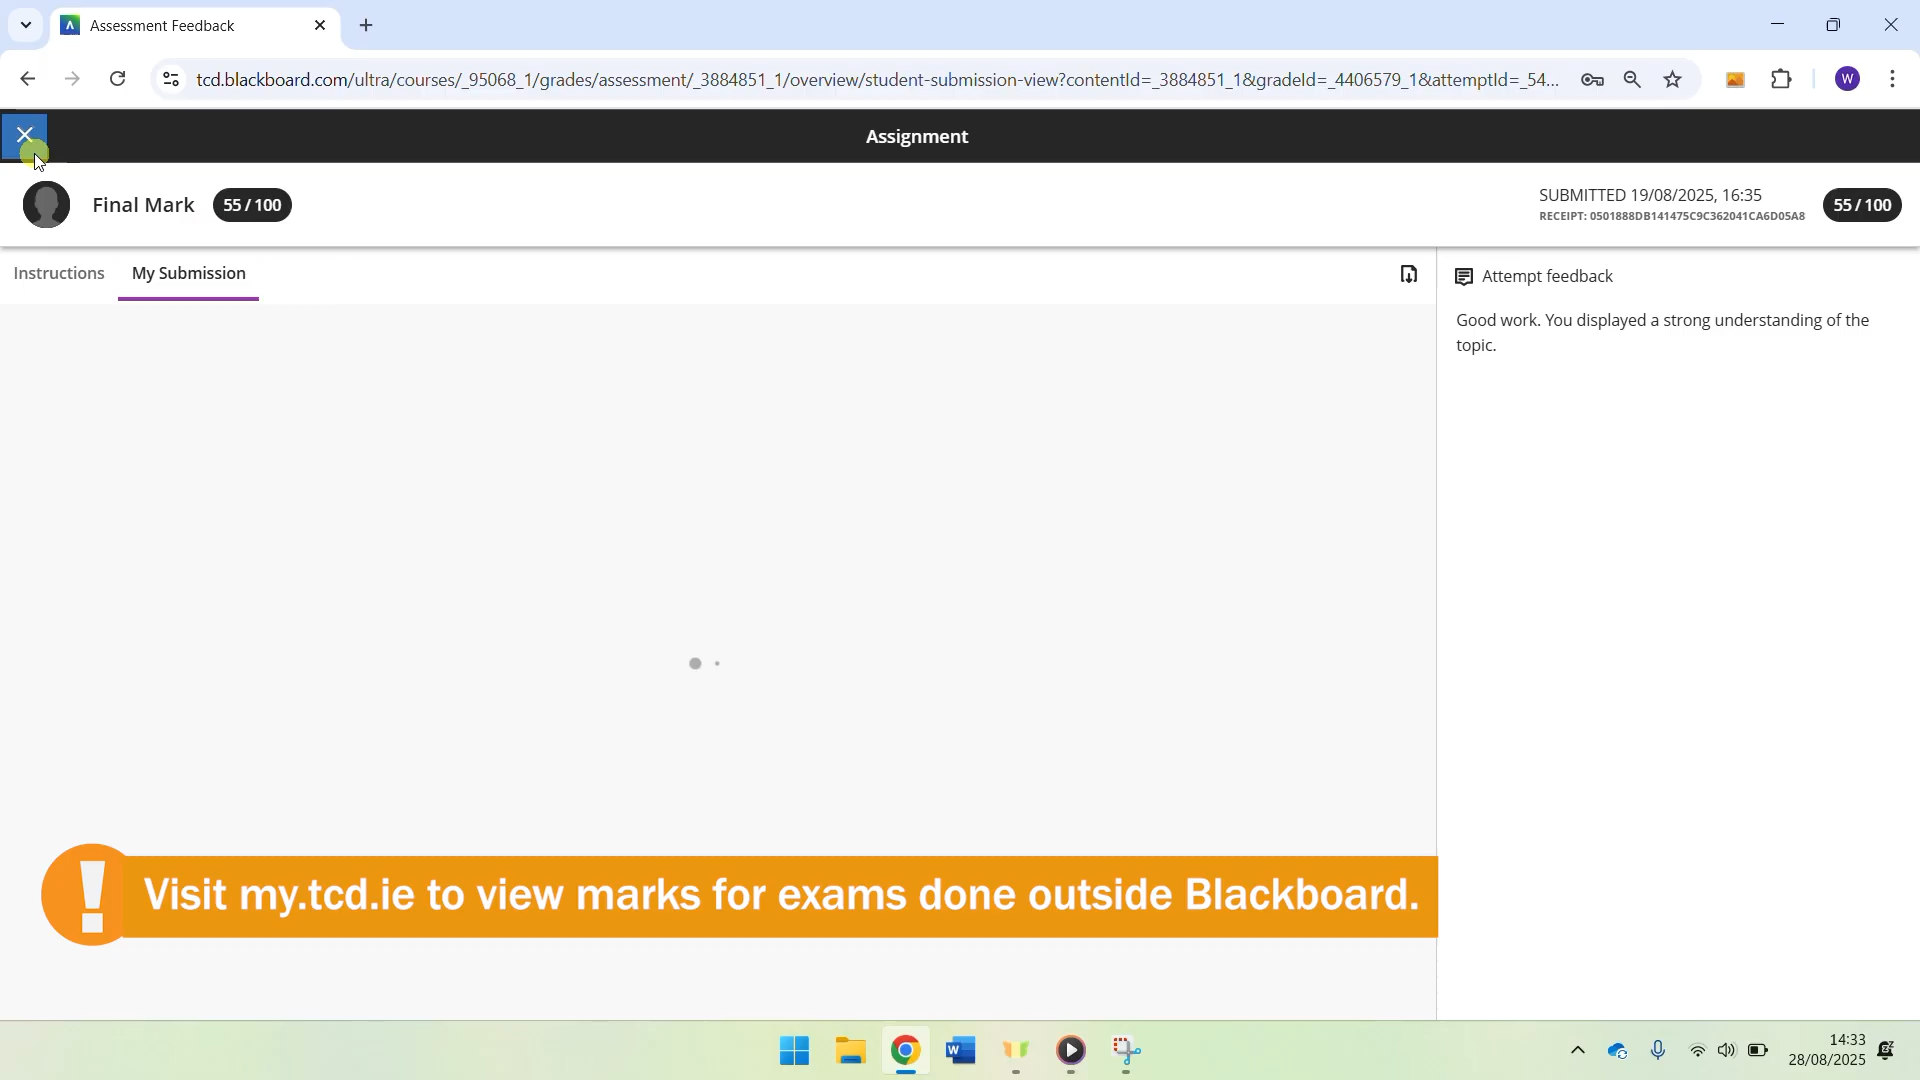 Assessment Feedback
tcd.blackboard.com/ultra/courses/_95068_1/grades/assessment/_3884851_1/overview/student-submission-view?contentId=_3884851_1&gradeId=_4406579_1&attemptId=_54...
W
Assignment
Final Mark
55 / 100
SUBMITTED 19/08/2025, 16:35
RECEIPT: 0501888DB141475C9C362041CA6D05A8
55 / 100
Instructions
My Submission
Attempt feedback
Good work. You displayed a strong understanding of the
topic.
! Visit my.tcd.ie to view marks for exams done outside Blackboard.
W
14:33
28/08/2025